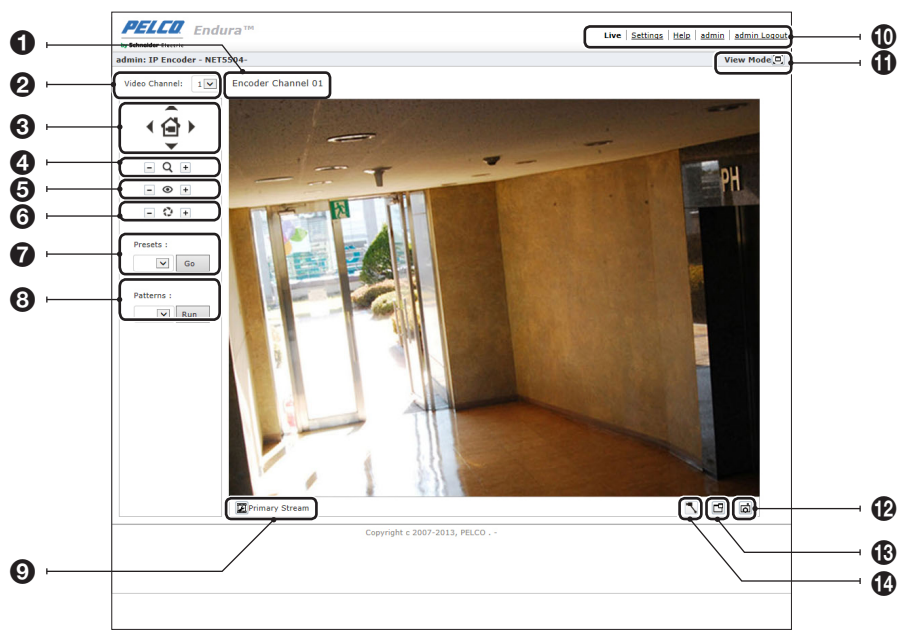 PELCO Endura™
by Schneider Electric
Live Settings Help admin admin Logout
admin: IP Encoder - NET5504-
View Mode
Video Channel: 1
Encoder Channel 01
Presets :
Go
Patterns :
Run
PH
Primary Stream
Copyright c 2007-2013, PELCO . -
1
2
3
4
5
6
7
8
9
10
11
12
13
14